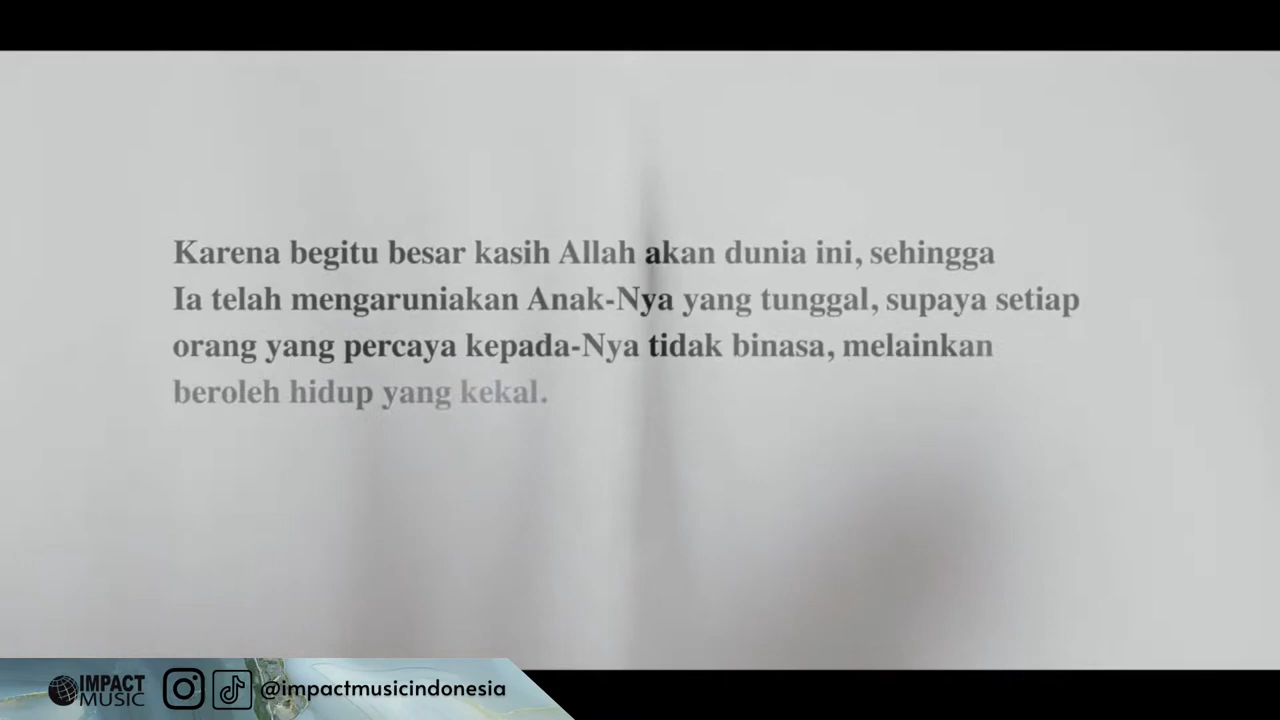 Karena begitu besar kasih Allah akan dunia ini, sehingga
Ia telah mengaruniakan Anak-Nya yang tunggal, supaya setiap
orang yang percaya kepada-Nya tidak binasa, melainkan
beroleh hidup yang kekal.
IMPACT
MUSIC
@impactmusicindonesia